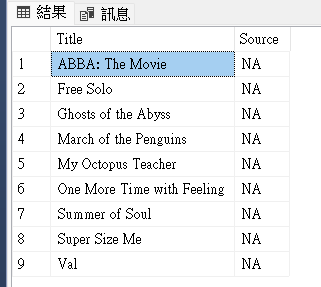 結果 訊息
Title Source
1 ABBA: The Movie NA
2 Free Solo NA
3 Ghosts of the Abyss NA
4 March of the Penguins NA
5 My Octopus Teacher NA
6 One More Time with Feeling NA
7 Summer of Soul NA
8 Super Size Me NA
9 Val NA